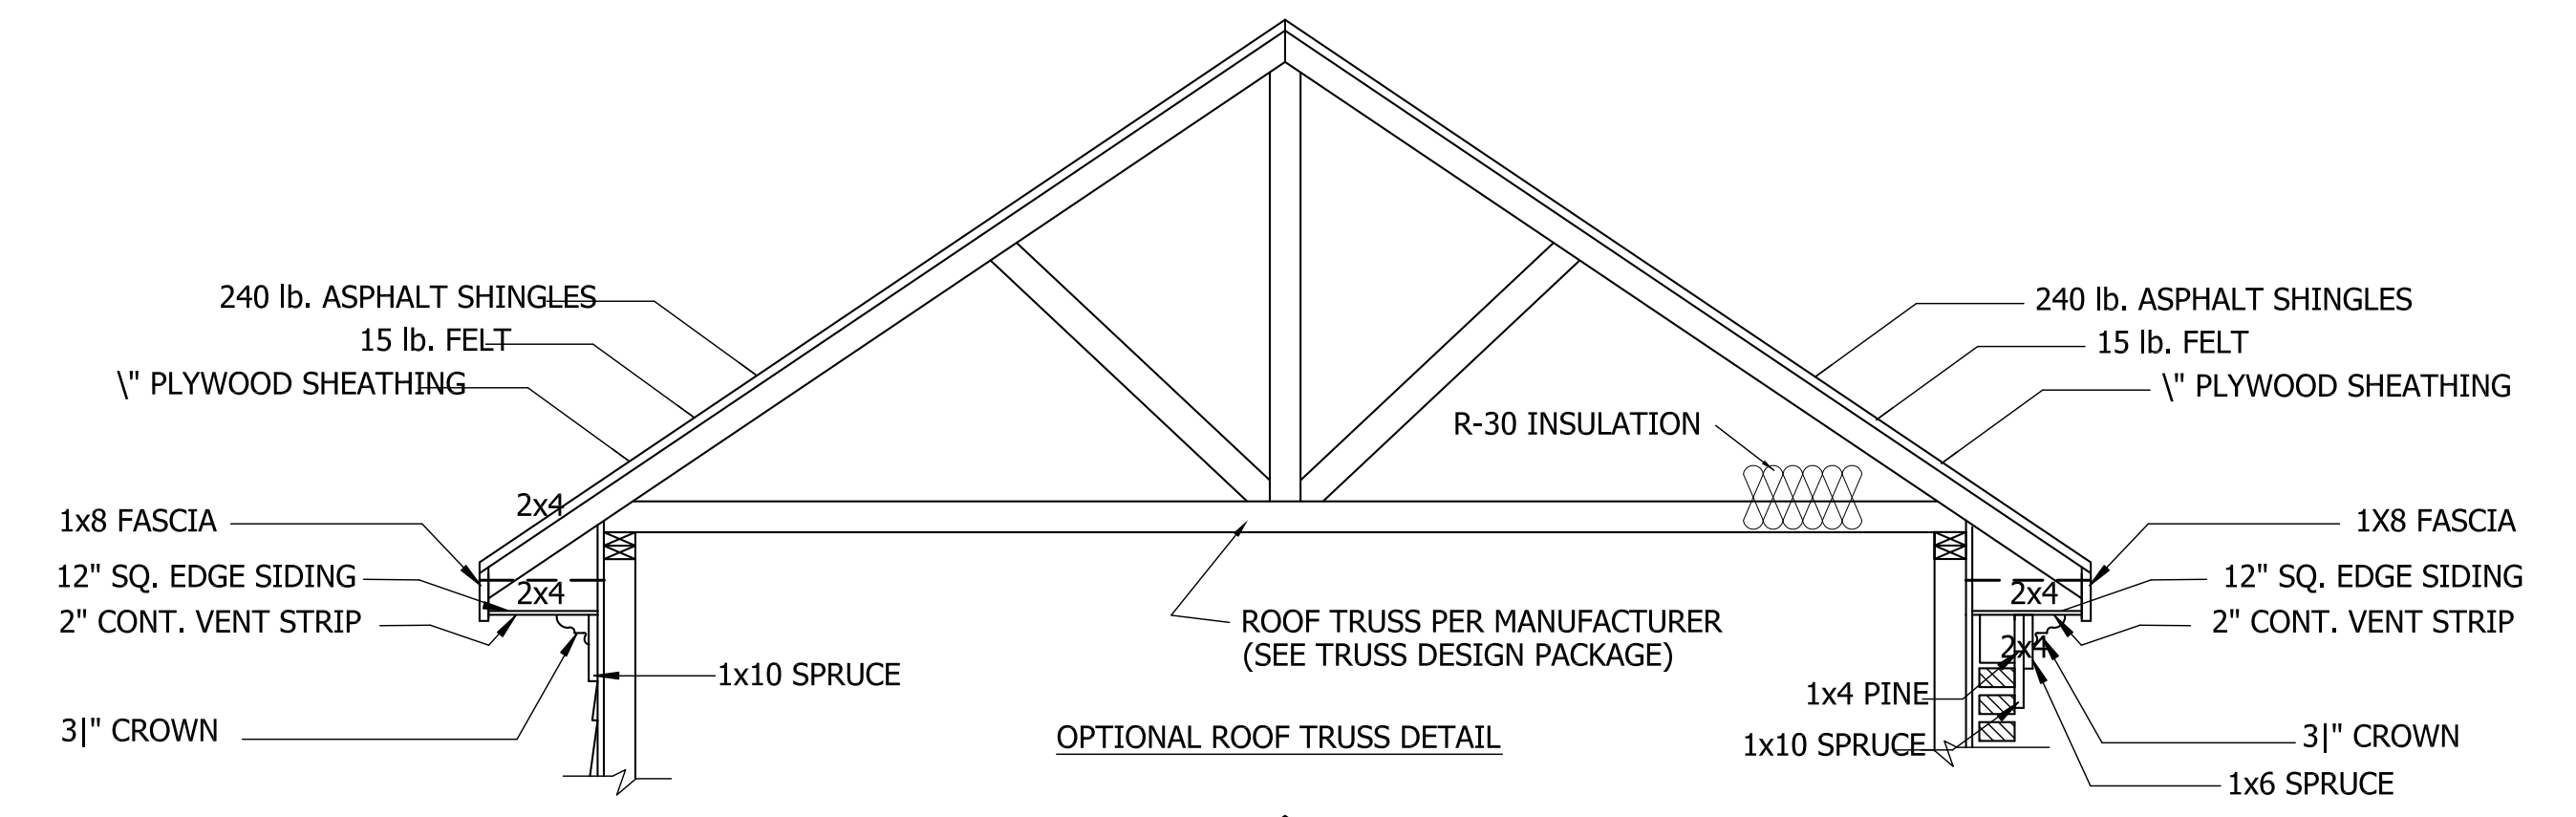 240 lb. ASPHALT SHINGLES
15 lb. FELT
\" PLYWOOD SHEATHING
2x4
1x8 FASCIA
12" SQ. EDGE SIDING
2x4
2" CONT. VENT STRIP
1x10 SPRUCE
3|" CROWN
R-30 INSULATION
ROOF TRUSS PER MANUFACTURER
(SEE TRUSS DESIGN PACKAGE)
OPTIONAL ROOF TRUSS DETAIL
240 lb. ASPHALT SHINGLES
15 lb. FELT
\" PLYWOOD SHEATHING
1X8 FASCIA
12" SQ. EDGE SIDING
2x4
2" CONT. VENT STRIP
2x4
1x4 PINE
1x10 SPRUCE
3|" CROWN
1x6 SPRUCE